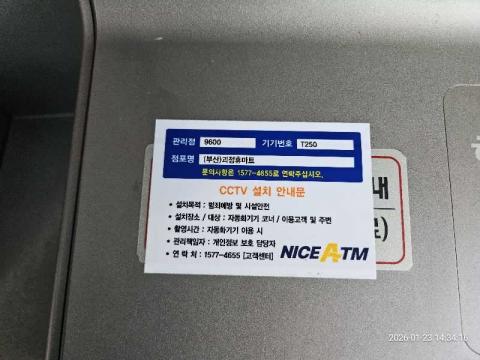 관리점 9600 기기번호 T250
점포명 (부산)괴정휴마트
문의사항은 1577-4655로 연락주십시오.
CCTV 설치 안내문
• 설치목적 : 범죄예방 및 시설안전
• 설치장소 / 대상 : 자동화기기 코너 / 이용고객 및 주변
• 촬영시간 : 자동화기기 이용 시
• 관리책임자 : 개인정보 보호 담당자
• 연 락 처 : 1577-4655 [고객센터]
NICE ATM
내
2026-01-23 14:34:16